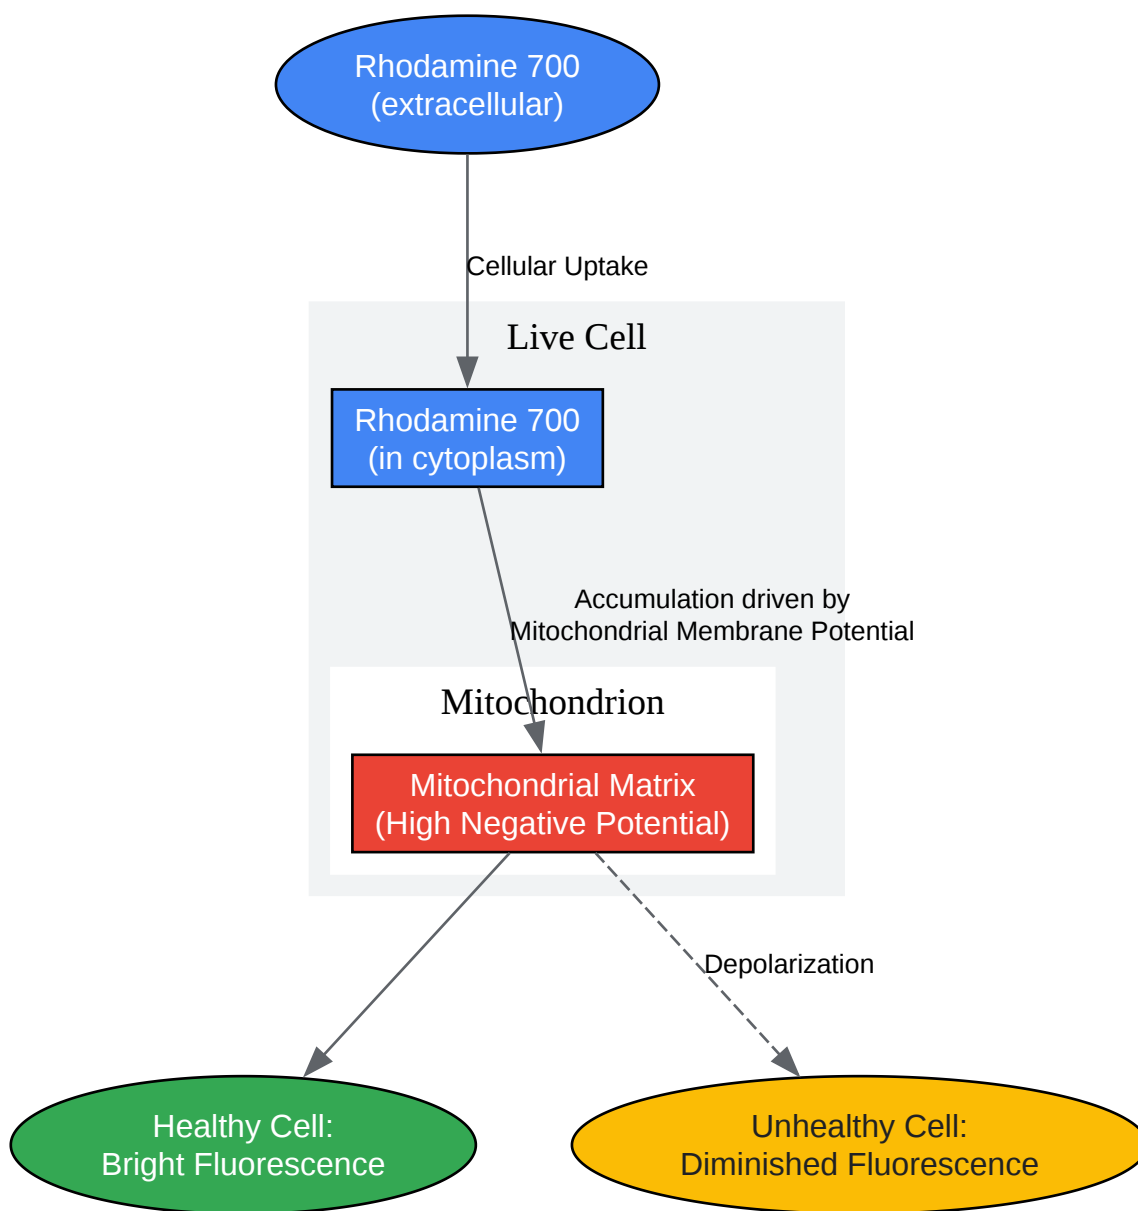 Rhodamine 700
(extracellular)
Cellular Uptake
Live Cell
Rhodamine 700
(in cytoplasm)
Accumulation driven by
Mitochondrial Membrane Potential
Mitochondrion
Mitochondrial Matrix
(High Negative Potential)
Depolarization
Healthy Cell:
Bright Fluorescence
Unhealthy Cell:
Diminished Fluorescence